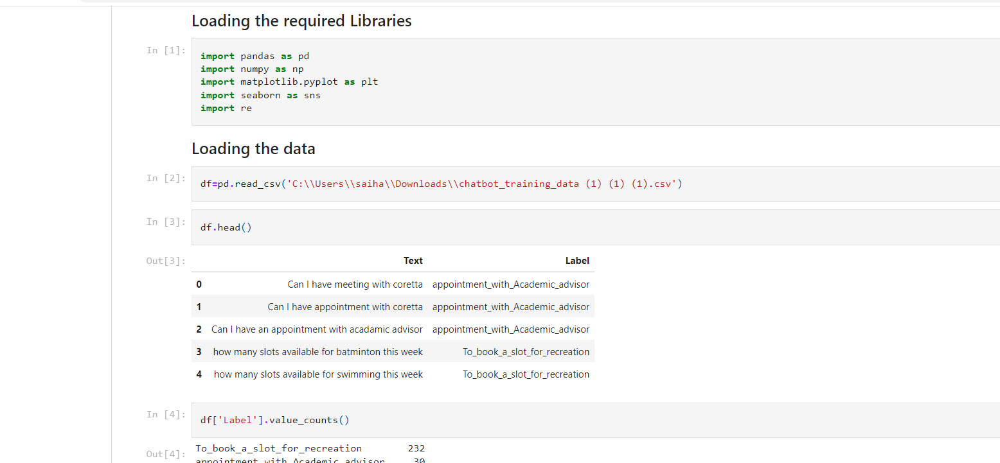 Loading the required Libraries
In [1]:
import pandas as pd
import numpy as np
import matplotlib.pyplot as plt
import seaborn as sns
import re
Loading the data
In [2]:
df=pd.read_csv('C:\\Users\\saiha\\Downloads\\chatbot_training_data (1) (1) (1).csv')
In [3]:
df.head()
Out[3]:
Text Label
0 Can I have meeting with coretta appointment_with_Academic_advisor
1 Can I have appointment with coretta appointment_with_Academic_advisor
2 Can I have an appointment with acadamic advisor appointment_with_Academic_advisor
3 how many slots available for batminton this week To_book_a_slot_for_recreation
4 how many slots available for swimming this week To_book_a_slot_for_recreation
In [4]:
df['Label'].value_counts()
Out[4]:
To_book_a_slot_for_recreation 232
appointment_with_Academic_advisor 30